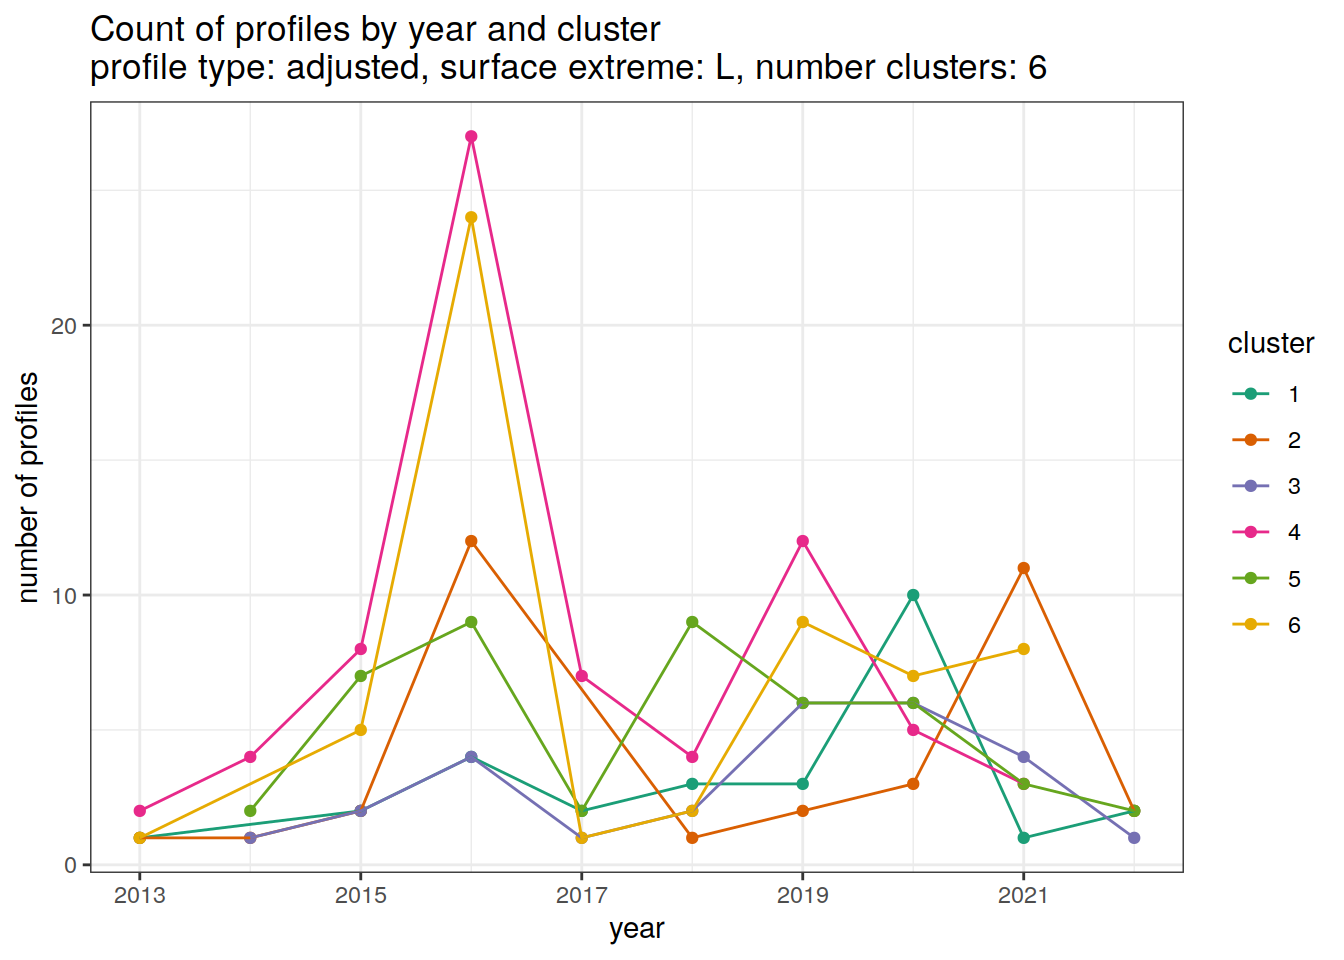 Count of profiles by year and cluster
profile type: adjusted, surface extreme: L, number clusters: 6
number of profiles
20
10
0
2013 2015 2017 2019 2021
year
cluster
1
2
3
4
5
6